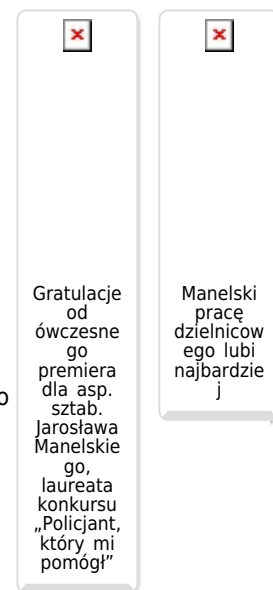 Gratulacje
od
ówczesne
go
premiera
dla asp.
sztab.
Jarosława
Manelskie
go,
laureata
konkursu
„Policjant,
który mi
pomógł”
Manelski
pracę
dzielnicow
ego lubi
najbardzie
j
o